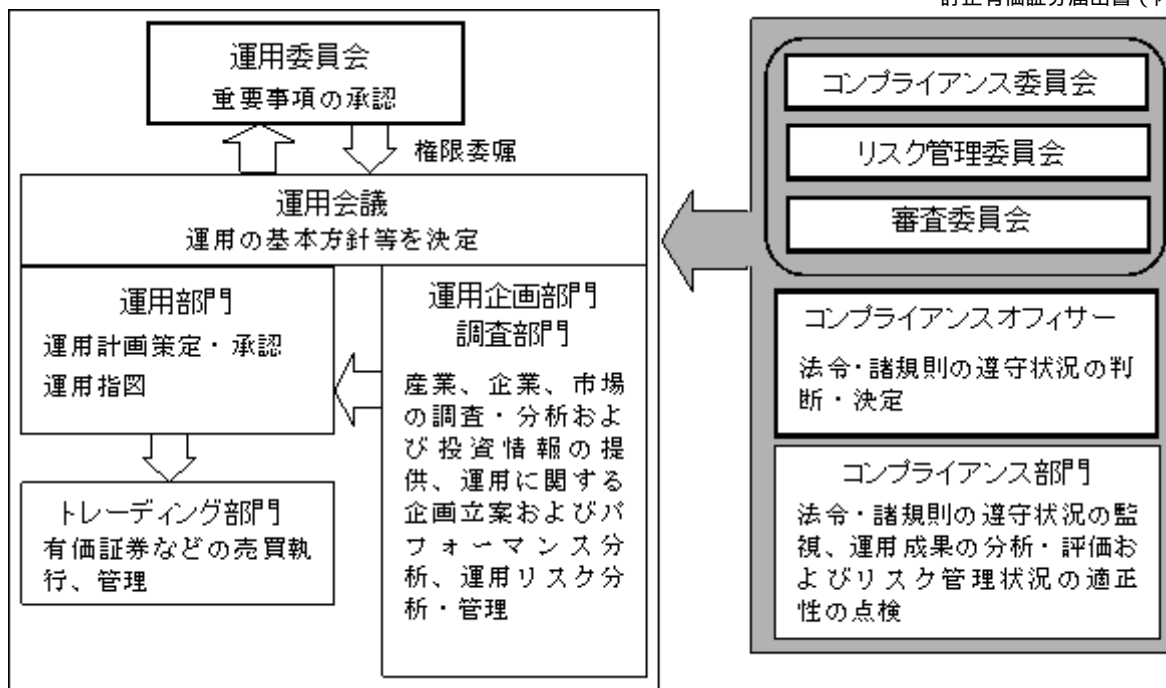 訂正有価証券届出書（
運用委員会
重要事項の承認
権限委嘱
運用会議
運用の基本方針等を決定
運用部門
運用計画策定・承認
運用指図
運用企画部門
調査部門
産業、企業、市場
の調査・分析およ
び投資情報の提
供、運用に関する
企画立案およびパ
フォーマンス分
析、運用リスク分
析・管理
トレーディング部門
有価証券などの売買執
行、管理
コンプライアンス委員会
リスク管理委員会
審査委員会
コンプライアンスオフィサー
法令・諸規則の遵守状況の判
断・決定
コンプライアンス部門
法令・諸規則の遵守状況の監
視、運用成果の分析・評価お
よびリスク管理状況の適正
性の点検